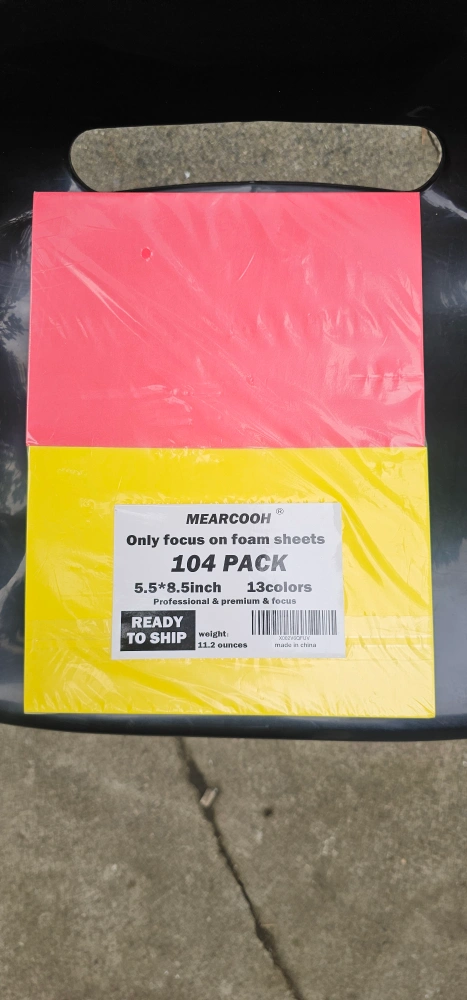 MEARCOOH ®
Only focus on foam sheets
104 PACK
5.5*8.5inch 13colors
Professional & premium & focus
READY
TO SHIP
weight:
11.2 ounces
made in china